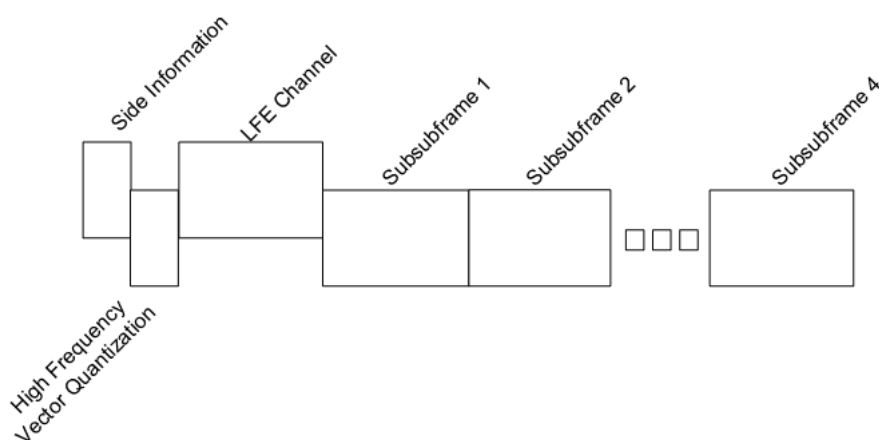 Side Information
LFE Channel
Subsubframe 1
Subsubframe 2
Subsubframe 4
High Frequency
Vector Quantization